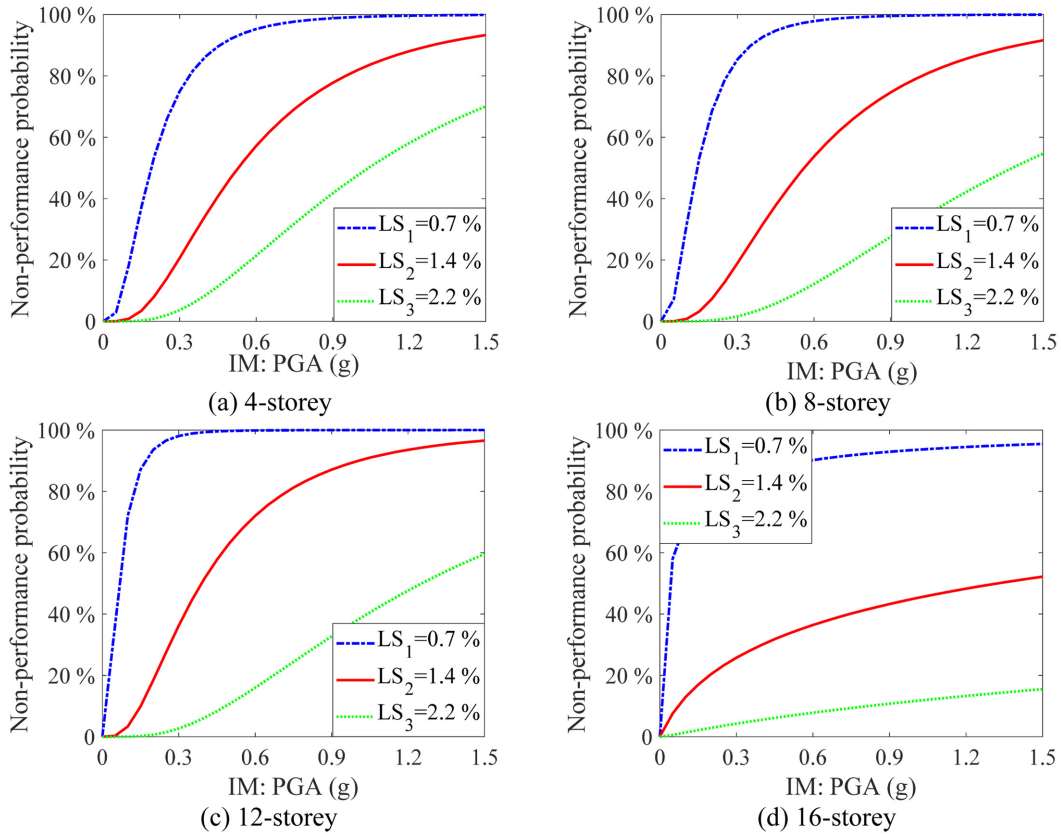 Non-performance probability
100 %
80 %
60 %
40 %
20 %
0
LS1=0.7 %
LS2=1.4 %
LS3=2.2 %
0 0.3 0.6 0.9 1.2 1.5
IM: PGA (g)
(a) 4-storey
Non-performance probability
100 %
80 %
60 %
40 %
20 %
0
LS1=0.7 %
LS2=1.4 %
LS3=2.2 %
0 0.3 0.6 0.9 1.2 1.5
IM: PGA (g)
(b) 8-storey
Non-performance probability
100 %
80 %
60 %
40 %
20 %
0
LS1=0.7 %
LS2=1.4 %
LS3=2.2 %
0 0.3 0.6 0.9 1.2 1.5
IM: PGA (g)
(c) 12-storey
Non-performance probability
100 %
80 %
60 %
40 %
20 %
0
LS1=0.7 %
LS2=1.4 %
LS3=2.2 %
0 0.3 0.6 0.9 1.2 1.5
IM: PGA (g)
(d) 16-storey